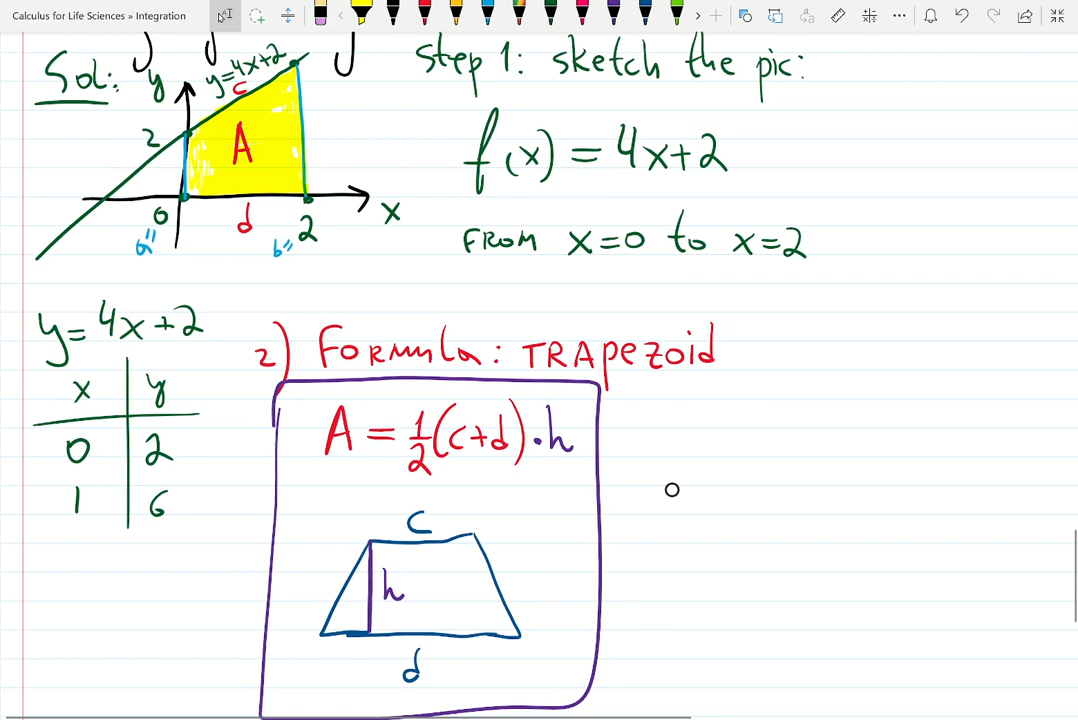 Calculus for Life Sciences » Integration
Sol:
y
y=4x+2
c
Step 1: sketch the pic:
2
A
f(x) = 4x+2
0
d
2
x
a=
b=
FROM x=0 to x=2
y=4x+2
2) Formula: TRAPezoid
x y
A = 1/2 (c+d) · h
0 2
1 6
c
h
d